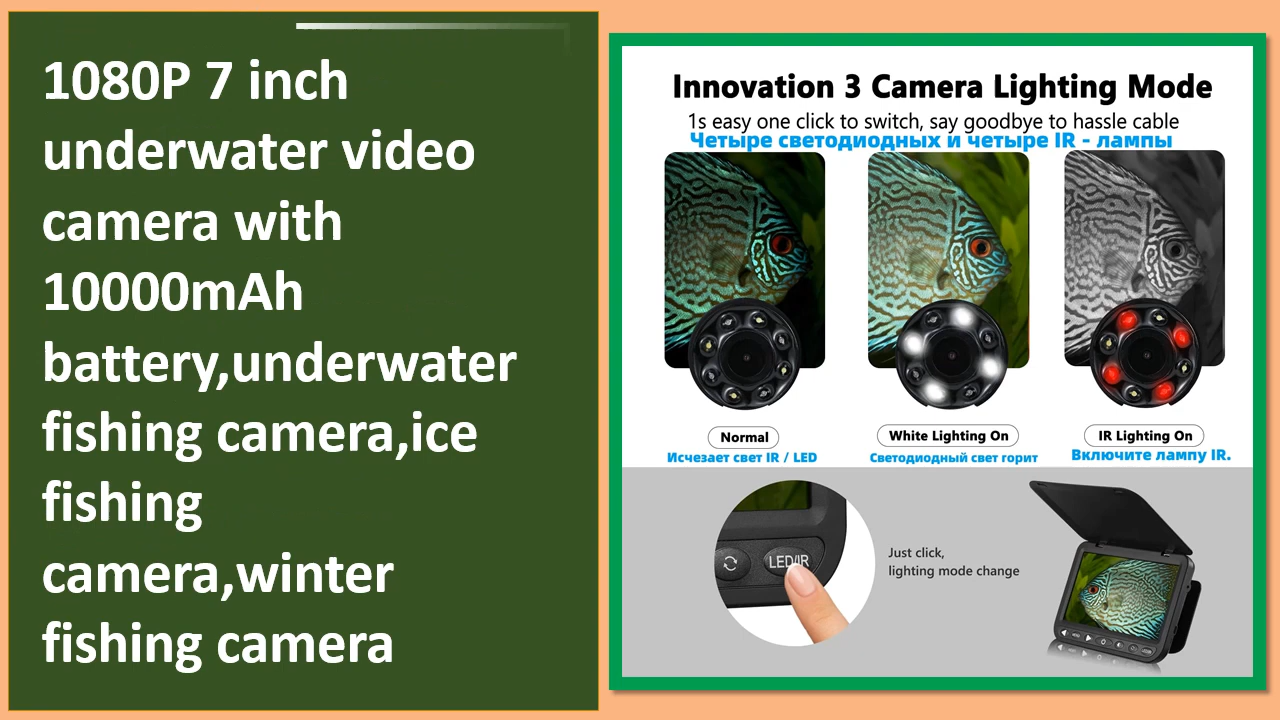 1080P 7 inch
underwater video
camera with
10000mAh
battery,underwater
fishing camera,ice
fishing
camera,winter
fishing camera
Innovation 3 Camera Lighting Mode
1s easy one click to switch, say goodbye to hassle cable
Четыре светодиодных и четыре IR - лампы
Normal
White Lighting On
IR Lighting On
Исчезает свет IR / LED
Светодиодный свет горит
Включите лампу IR.
LED/IR
Just click,
lighting mode change